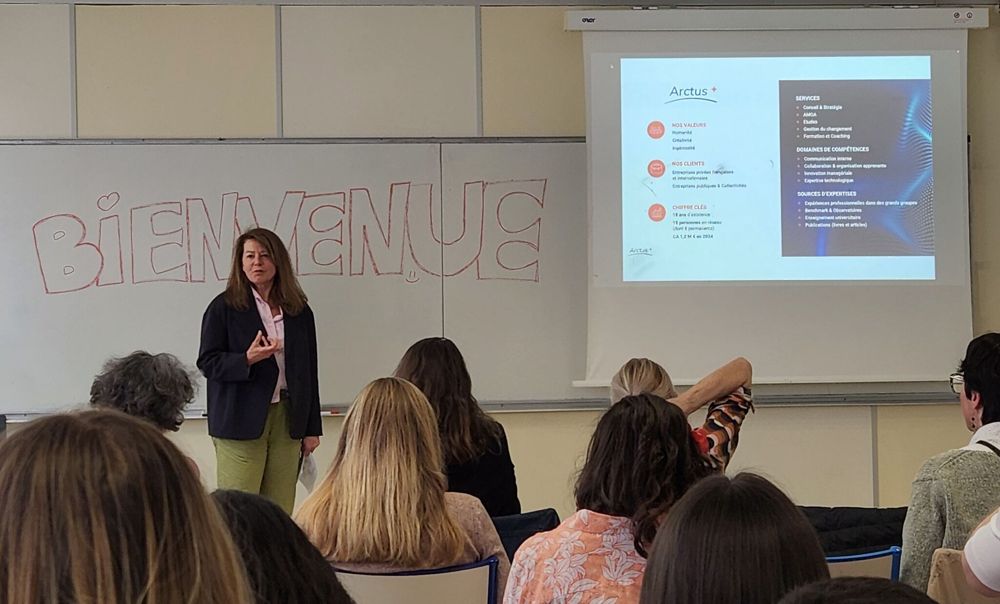 BIENVENUE
Arctus +
NOS VALEURS
Humanité
Créativité
Ingéniosité
NOS CLIENTS
Entreprises privées françaises
et internationales
Entreprises publiques & Collectivités
CHIFFRE CLÉS
18 ans d'existence
15 personnes en réseau
CA 1,2 M € en 2024
Arctus +
SERVICES
Conseil & Stratégie
AMOA
Etudes
Gestion du changement
Formation et Coaching
DOMAINES DE COMPÉTENCES
Communication interne
Collaboration & organisation apprenante
Innovation managériale
Expertise technologique
SOURCES D'EXPERTISES
Expériences professionnelles dans des grands groupes
Benchmark & Observatoires
Enseignement universitaire
Publications (livres et articles)